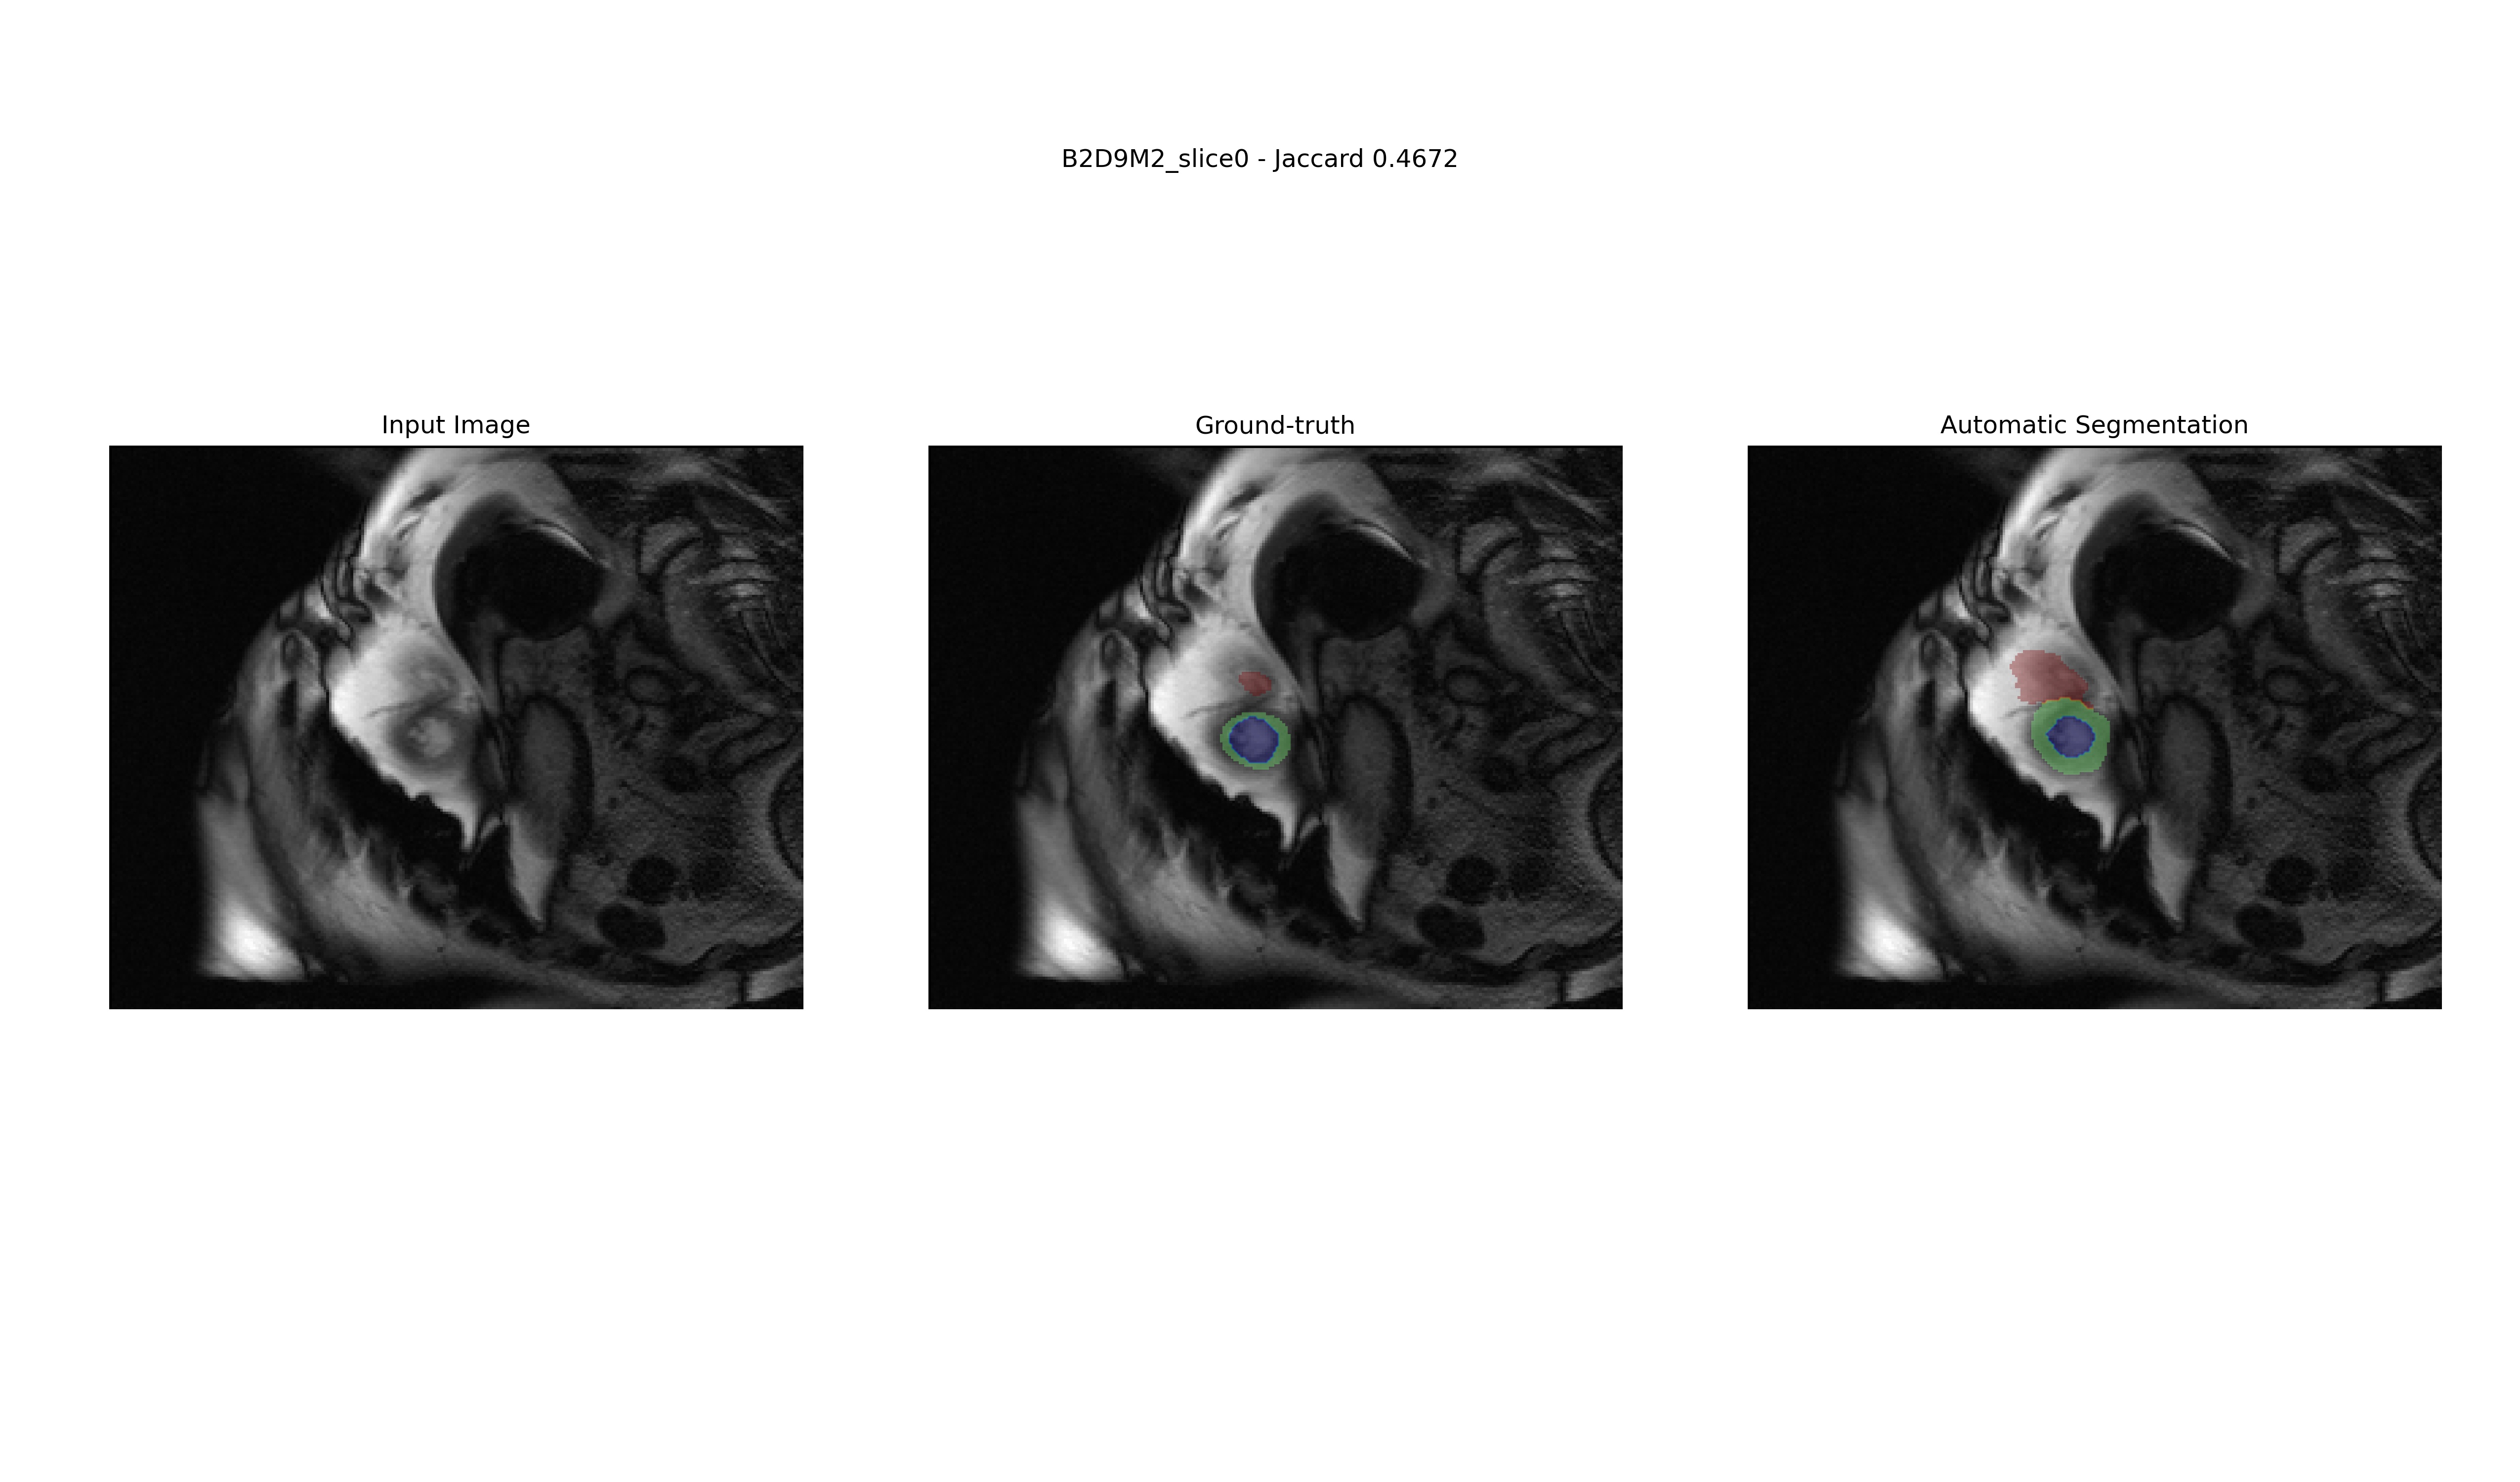 B2D9M2_slice0 - Jaccard 0.4672
Input Image
Ground-truth
Automatic Segmentation